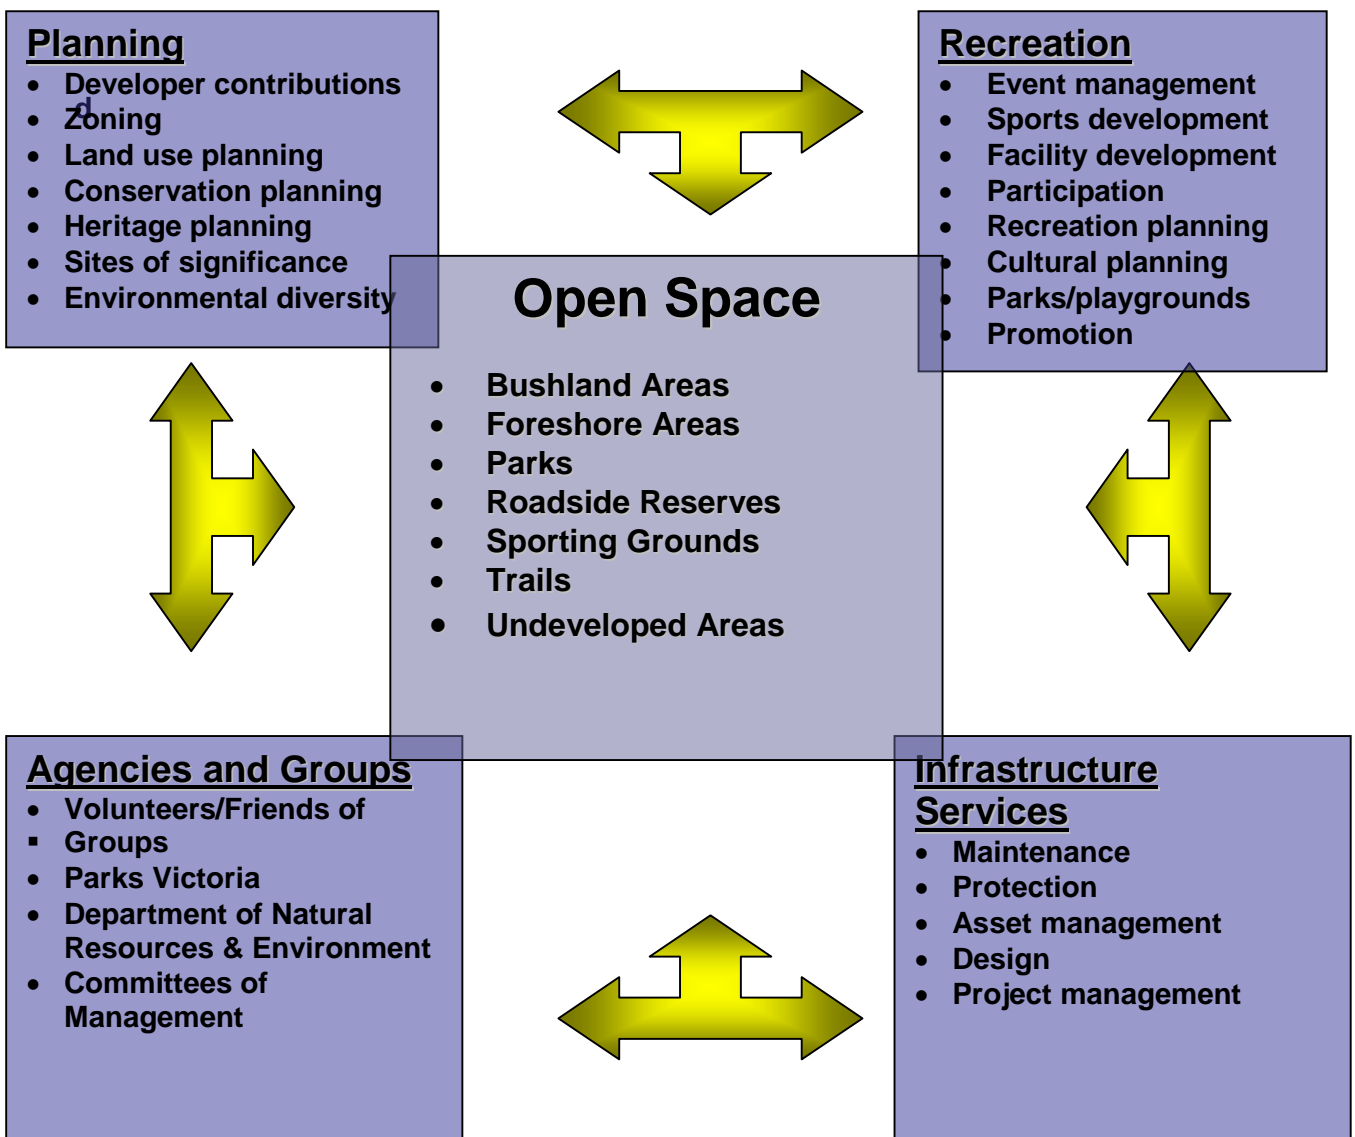 Planning
• Developer contributions
d
• Zoning
• Land use planning
• Conservation planning
• Heritage planning
• Sites of significance
• Environmental diversity
Recreation
• Event management
• Sports development
• Facility development
• Participation
• Recreation planning
• Cultural planning
• Parks/playgrounds
• Promotion
Open Space
• Bushland Areas
• Foreshore Areas
• Parks
• Roadside Reserves
• Sporting Grounds
• Trails
• Undeveloped Areas
Agencies and Groups
• Volunteers/Friends of
▪ Groups
• Parks Victoria
• Department of Natural
Resources & Environment
• Committees of
Management
Infrastructure
Services
• Maintenance
• Protection
• Asset management
• Design
• Project management